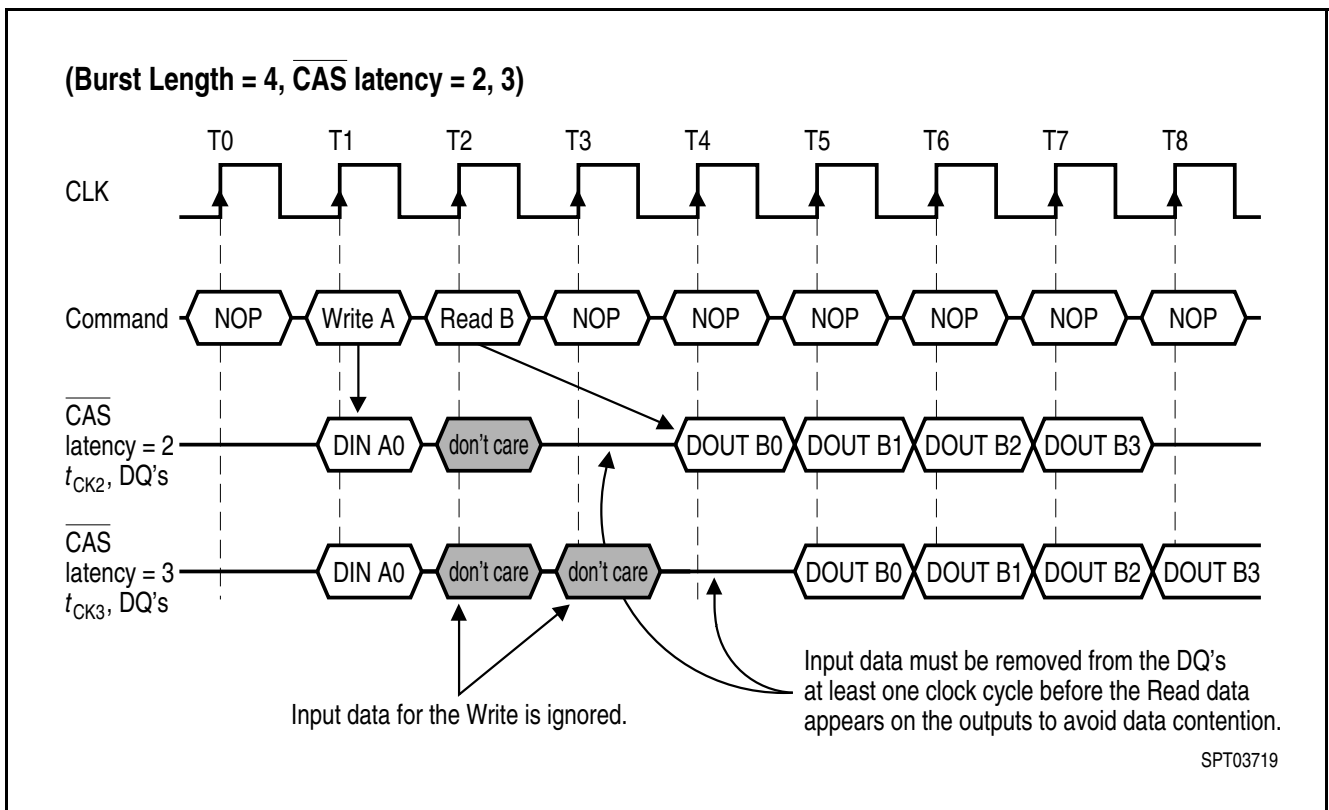 (Burst Length = 4, CAS latency = 2, 3)
T0 T1 T2 T3 T4 T5 T6 T7 T8
CLK
Command NOP Write A Read B NOP NOP NOP NOP NOP NOP
CAS
latency = 2
tCK2, DQ's
DIN A0 don't care DOUT B0 DOUT B1 DOUT B2 DOUT B3
CAS
latency = 3
tCK3, DQ's
DIN A0 don't care don't care DOUT B0 DOUT B1 DOUT B2 DOUT B3
Input data for the Write is ignored.
Input data must be removed from the DQ's
at least one clock cycle before the Read data
appears on the outputs to avoid data contention.
SPT03719